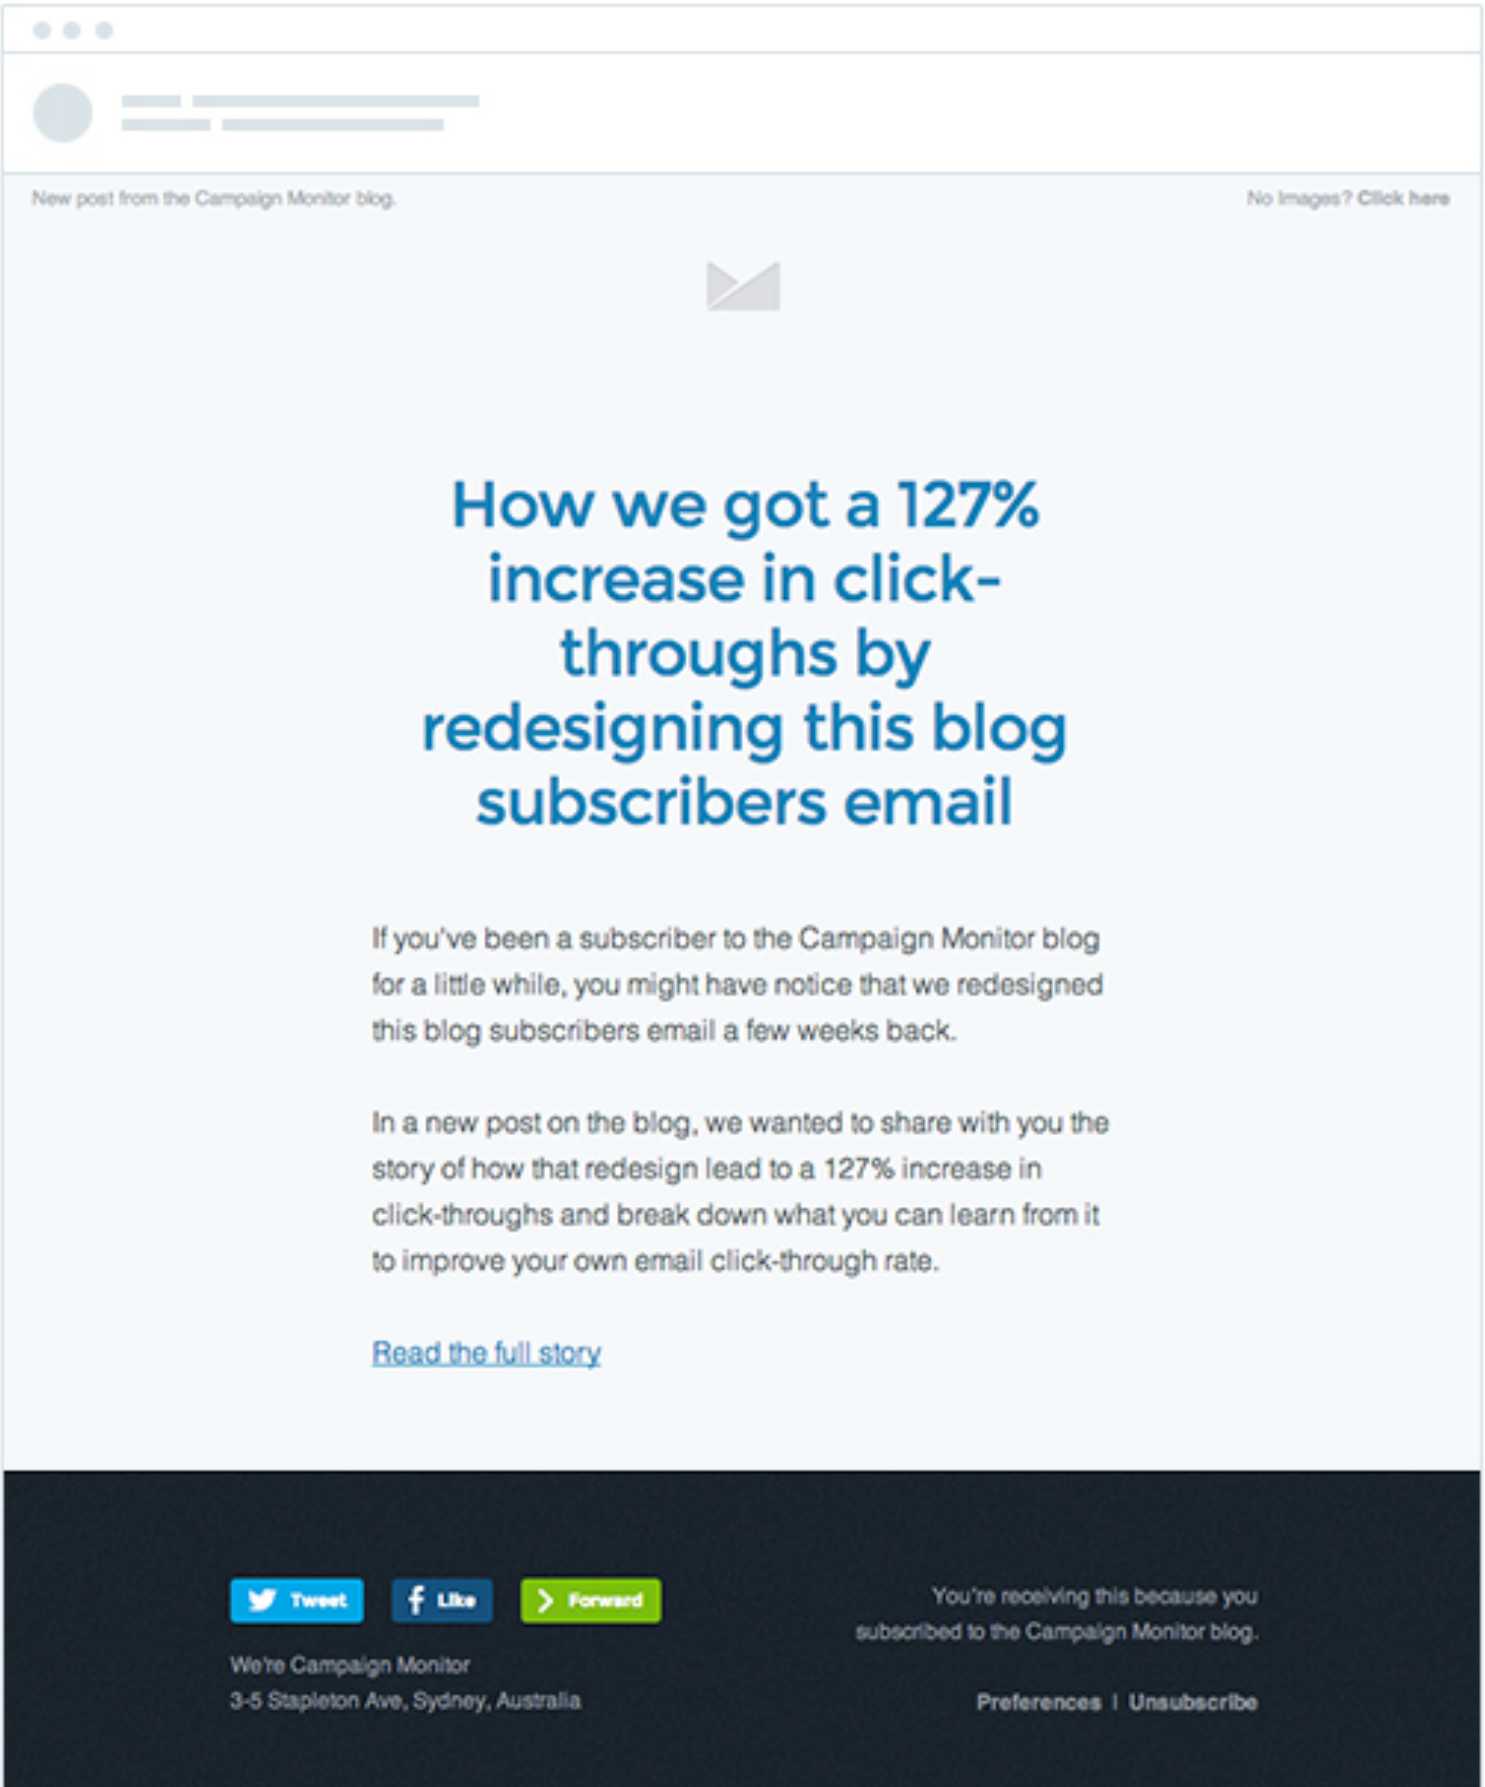 New post from the Campaign Monitor blog.
No Images? Click here
How we got a 127%
increase in click-
throughs by
redesigning this blog
subscribers email
If you've been a subscriber to the Campaign Monitor blog
for a little while, you might have notice that we redesigned
this blog subscribers email a few weeks back.
In a new post on the blog, we wanted to share with you the
story of how that redesign lead to a 127% increase in
click-throughs and break down what you can learn from it
to improve your own email click-through rate.
Read the full story
Tweet
Like
Forward
We're Campaign Monitor
3-5 Stapleton Ave, Sydney, Australia
You're receiving this because you
subscribed to the Campaign Monitor blog.
Preferences | Unsubscribe